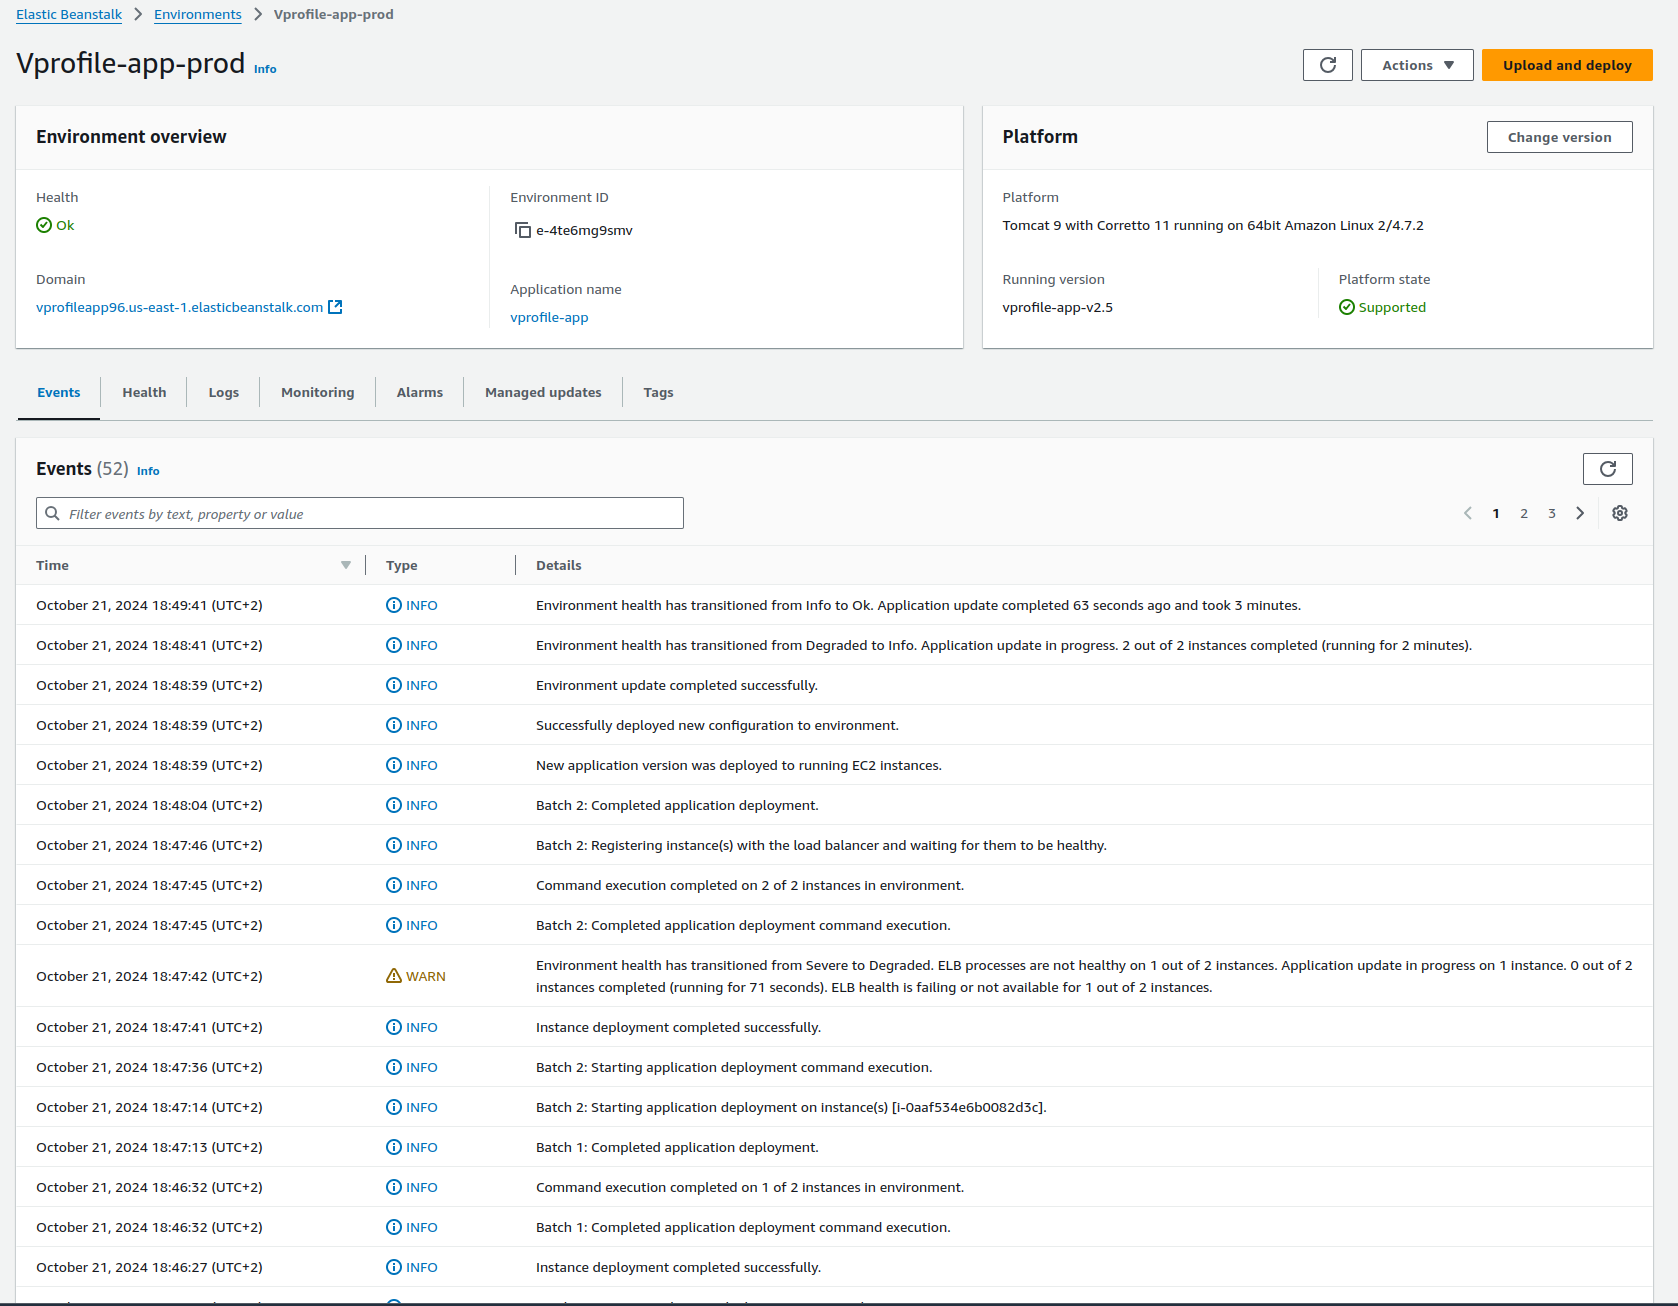 Elastic Beanstalk > Environments > Vprofile-app-prod
Vprofile-app-prod Info
Actions
Upload and deploy
Environment overview
Health
Ok
Domain
vprofileapp96.us-east-1.elasticbeanstalk.com
Environment ID
e-4te6mg9smv
Application name
vprofile-app
Platform
Change version
Platform
Tomcat 9 with Corretto 11 running on 64bit Amazon Linux 2/4.7.2
Running version
vprofile-app-v2.5
Platform state
Supported
Events Health Logs Monitoring Alarms Managed updates Tags
Events (52) Info
Filter events by text, property or value
1 2 3
Time Type Details
October 21, 2024 18:49:41 (UTC+2) INFO Environment health has transitioned from Info to Ok. Application update completed 63 seconds ago and took 3 minutes.
October 21, 2024 18:48:41 (UTC+2) INFO Environment health has transitioned from Degraded to Info. Application update in progress. 2 out of 2 instances completed (running for 2 minutes).
October 21, 2024 18:48:39 (UTC+2) INFO Environment update completed successfully.
October 21, 2024 18:48:39 (UTC+2) INFO Successfully deployed new configuration to environment.
October 21, 2024 18:48:39 (UTC+2) INFO New application version was deployed to running EC2 instances.
October 21, 2024 18:48:04 (UTC+2) INFO Batch 2: Completed application deployment.
October 21, 2024 18:47:46 (UTC+2) INFO Batch 2: Registering instance(s) with the load balancer and waiting for them to be healthy.
October 21, 2024 18:47:45 (UTC+2) INFO Command execution completed on 2 of 2 instances in environment.
October 21, 2024 18:47:45 (UTC+2) INFO Batch 2: Completed application deployment command execution.
October 21, 2024 18:47:42 (UTC+2) WARN Environment health has transitioned from Severe to Degraded. ELB processes are not healthy on 1 out of 2 instances. Application update in progress on 1 instance. 0 out of 2
instances completed (running for 71 seconds). ELB health is failing or not available for 1 out of 2 instances.
October 21, 2024 18:47:41 (UTC+2) INFO Instance deployment completed successfully.
October 21, 2024 18:47:36 (UTC+2) INFO Batch 2: Starting application deployment command execution.
October 21, 2024 18:47:14 (UTC+2) INFO Batch 2: Starting application deployment on instance(s) [i-0aaf534e6b0082d3c].
October 21, 2024 18:47:13 (UTC+2) INFO Batch 1: Completed application deployment.
October 21, 2024 18:46:32 (UTC+2) INFO Command execution completed on 1 of 2 instances in environment.
October 21, 2024 18:46:32 (UTC+2) INFO Batch 1: Completed application deployment command execution.
October 21, 2024 18:46:27 (UTC+2) INFO Instance deployment completed successfully.